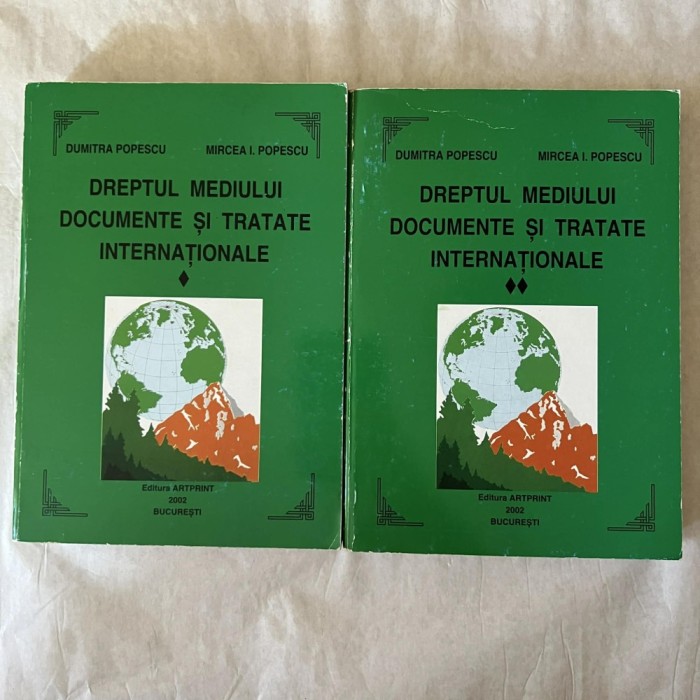 DUMITRA POPESCU MIRCEA I. POPESCU
DREPTUL MEDIULUI
DOCUMENTE ȘI TRATATE
INTERNAȚIONALE
Editura ARTPRINT
2002
BUCUREȘTI
DUMITRA POPESCU MIRCEA I. POPESCU
DREPTUL MEDIULUI
DOCUMENTE ȘI TRATATE
INTERNAȚIONALE
Editura ARTPRINT
2002
BUCUREȘTI